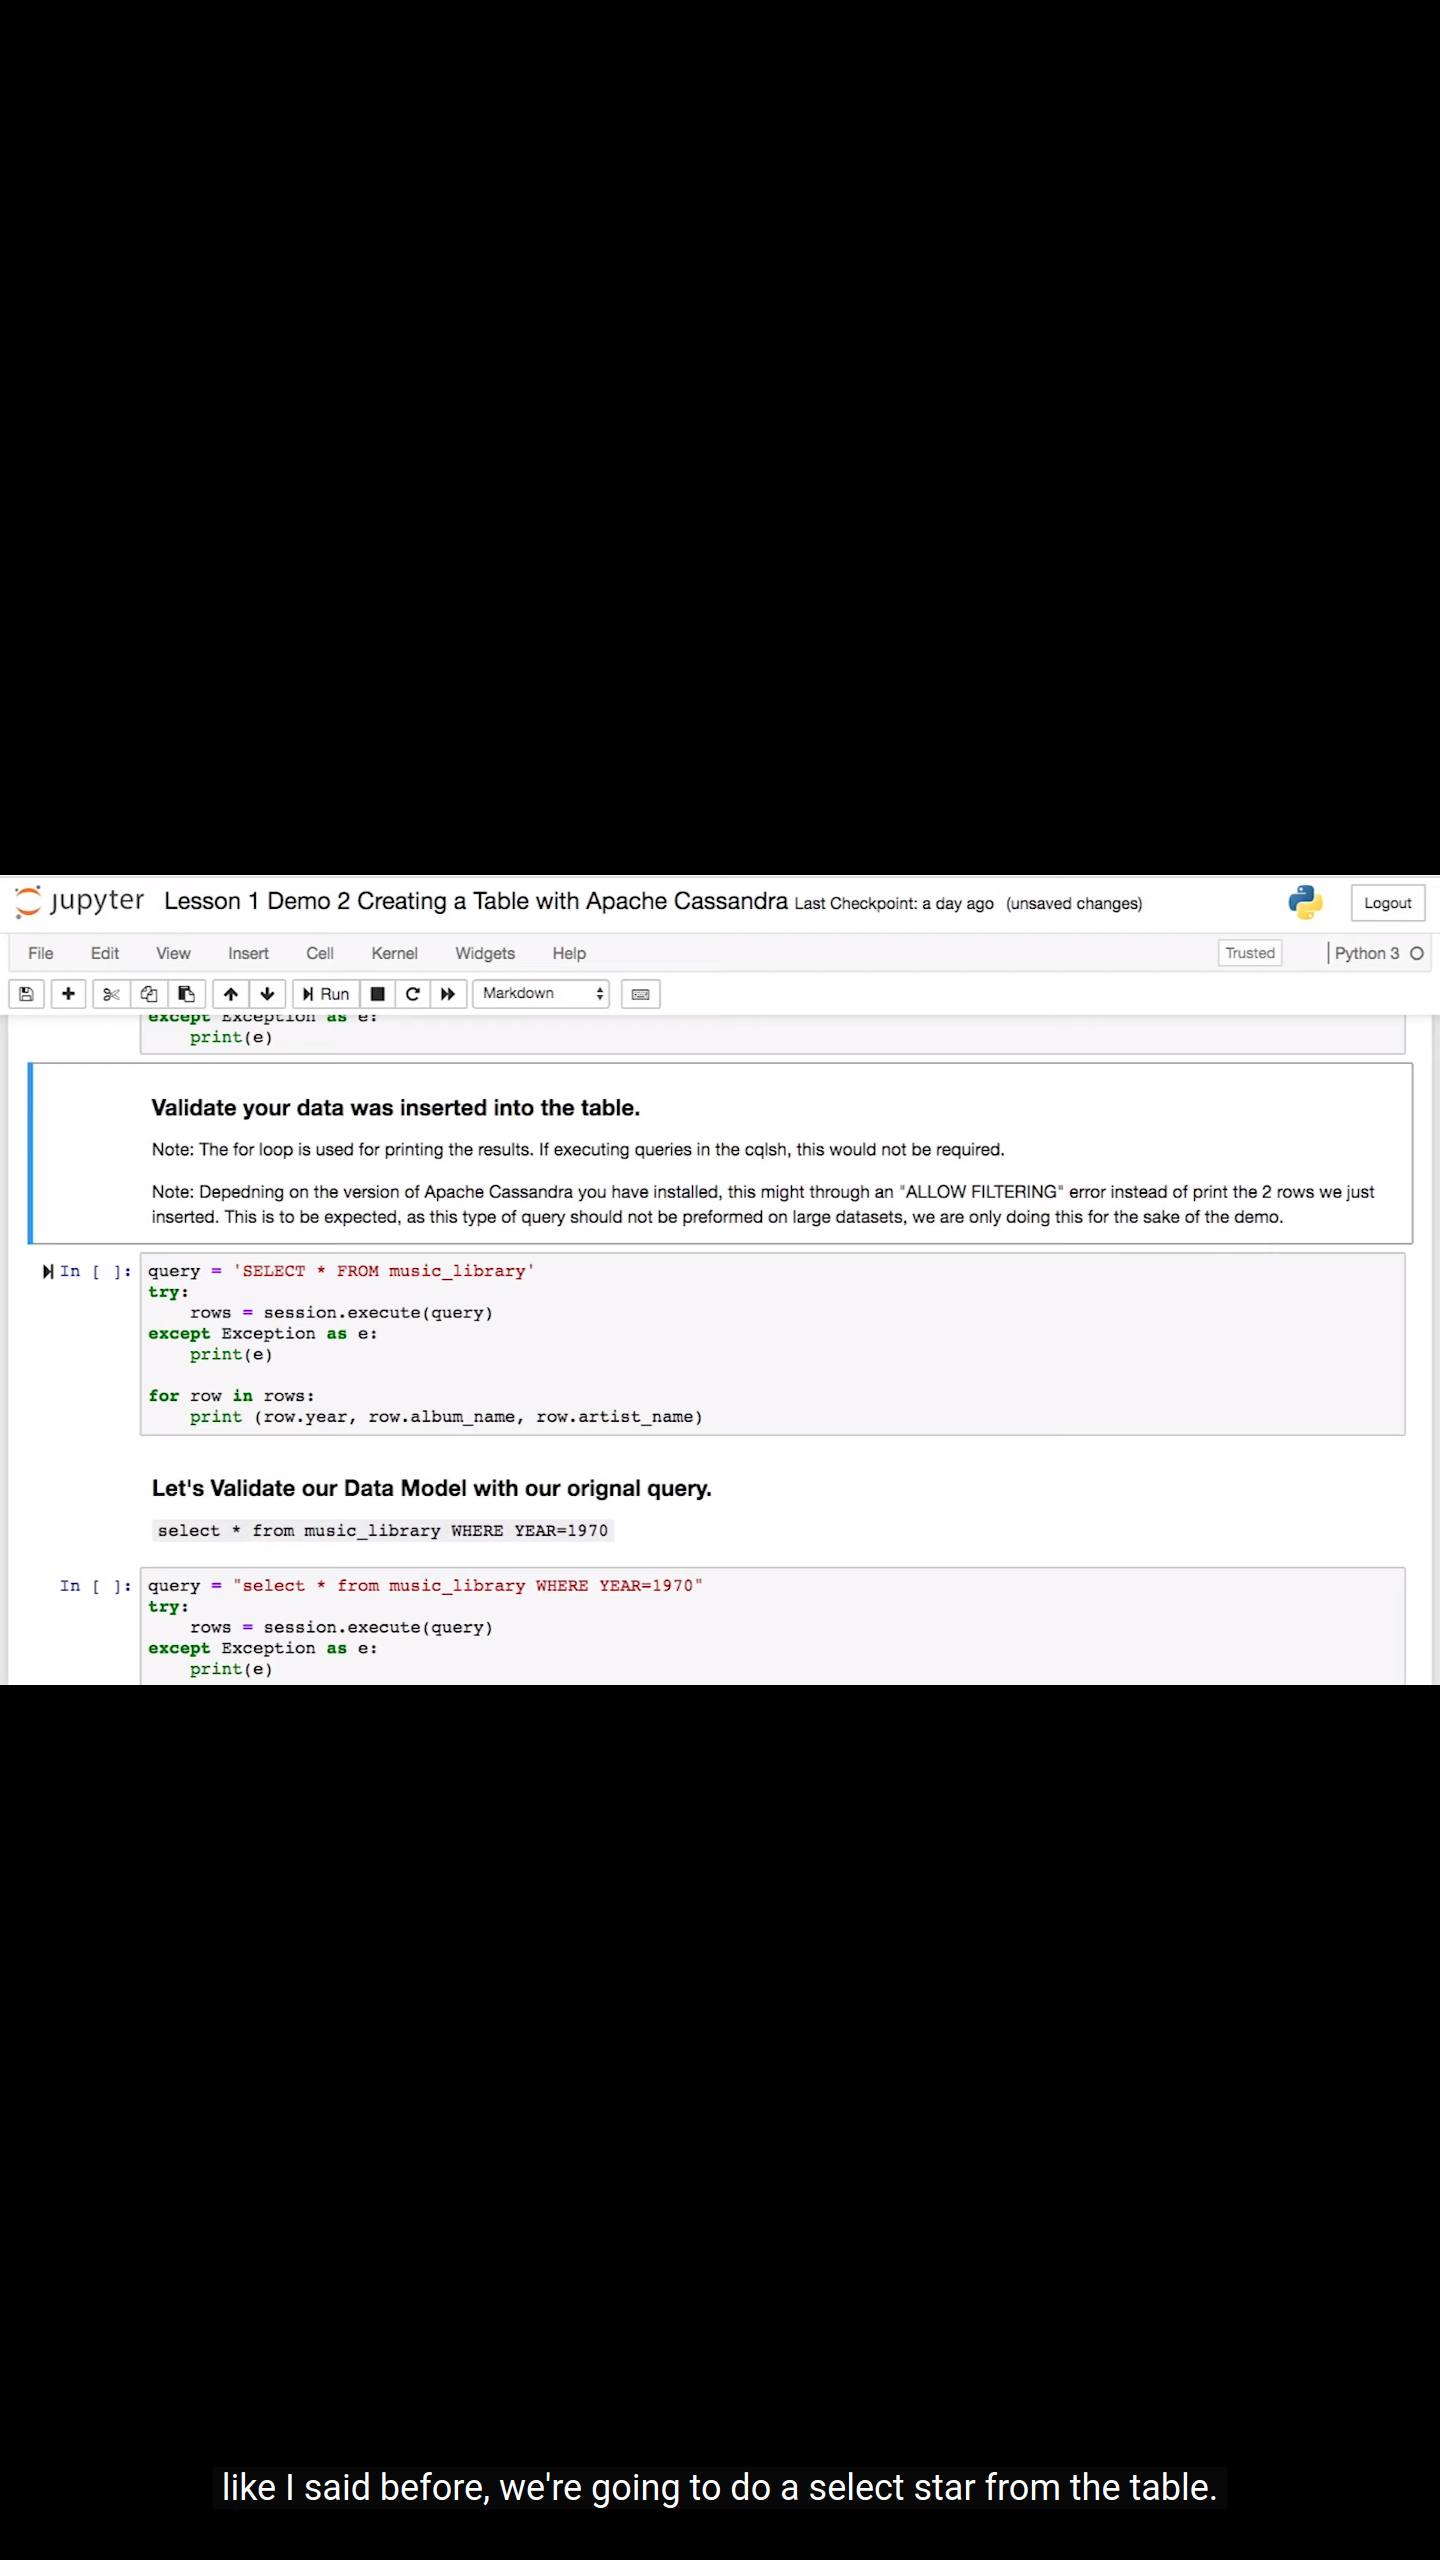 jupyter Lesson 1 Demo 2 Creating a Table with Apache Cassandra Last Checkpoint: a day ago (unsaved changes) Logout
File Edit View Insert Cell Kernel Widgets Help Trusted Python 3
Run Markdown
except Exception as e:
print(e)
Validate your data was inserted into the table.
Note: The for loop is used for printing the results. If executing queries in the cqlsh, this would not be required.
Note: Depedning on the version of Apache Cassandra you have installed, this might through an "ALLOW FILTERING" error instead of print the 2 rows we just
inserted. This is to be expected, as this type of query should not be preformed on large datasets, we are only doing this for the sake of the demo.
In [ ]: query = 'SELECT * FROM music_library'
try:
rows = session.execute(query)
except Exception as e:
print(e)
for row in rows:
print (row.year, row.album_name, row.artist_name)
Let's Validate our Data Model with our orignal query.
select * from music_library WHERE YEAR=1970
In [ ]: query = "select * from music_library WHERE YEAR=1970"
try:
rows = session.execute(query)
except Exception as e:
print(e)
like I said before, we're going to do a select star from the table.